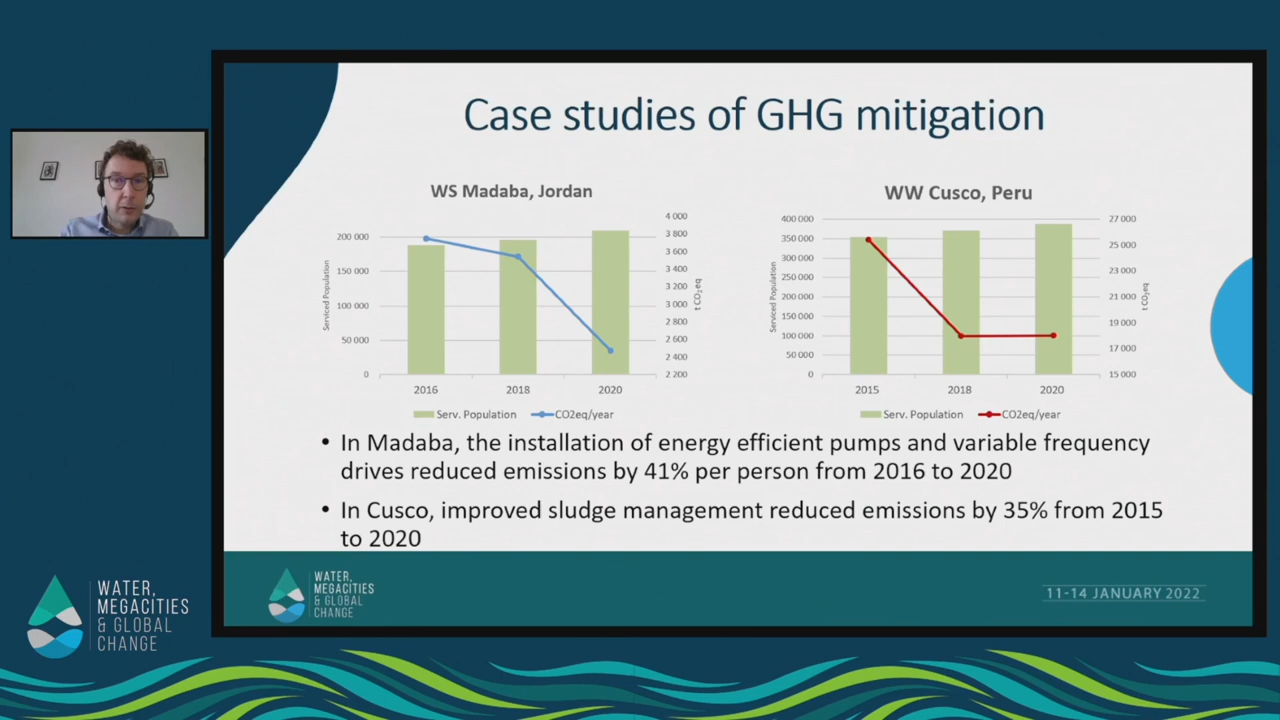 Case studies of GHG mitigation
WS Madaba, Jordan
4 000
3 800
3 600
3 400
3 200
3 000
2 800
2 600
2 400
2 200
200 000
150 000
100 000
50 000
0
Serviced Population
t CO2eq
2016
2018
2020
Serv. Population
CO2eq/year
WW Cusco, Peru
400 000
350 000
300 000
250 000
200 000
150 000
100 000
50 000
0
27 000
25 000
23 000
21 000
19 000
17 000
15 000
Serviced Population
t CO2eq
2015
2018
2020
Serv. Population
CO2eq/year
• In Madaba, the installation of energy efficient pumps and variable frequency
drives reduced emissions by 41% per person from 2016 to 2020
• In Cusco, improved sludge management reduced emissions by 35% from 2015
to 2020
WATER,
MEGACITIES
& GLOBAL
CHANGE
11-14 JANUARY 2022
WATER,
MEGACITIES
& GLOBAL
CHANGE